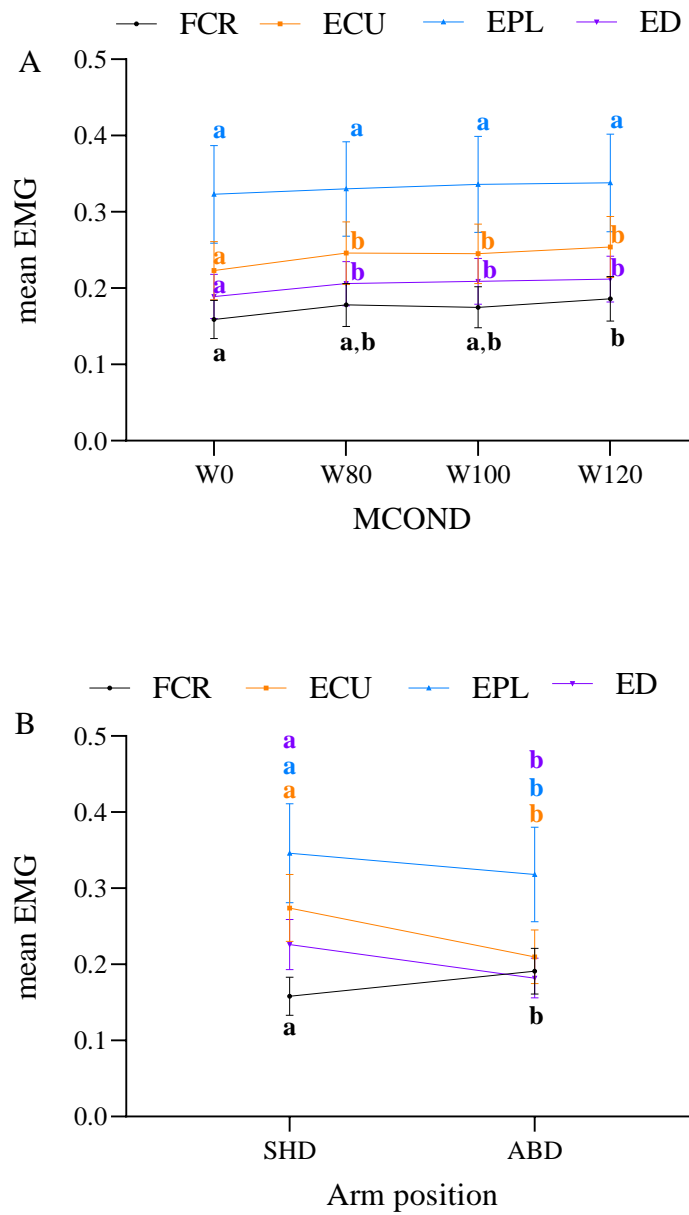 FCR ECU EPL ED
A
0.5
0.4
0.3
0.2
0.1
0.0
mean EMG
a a a a
a b b b
a b b b
a a,b a,b b
W0 W80 W100 W120
MCOND
FCR ECU EPL ED
B
0.5
0.4
0.3
0.2
0.1
0.0
mean EMG
a b
a b
a b
a b
SHD ABD
Arm position